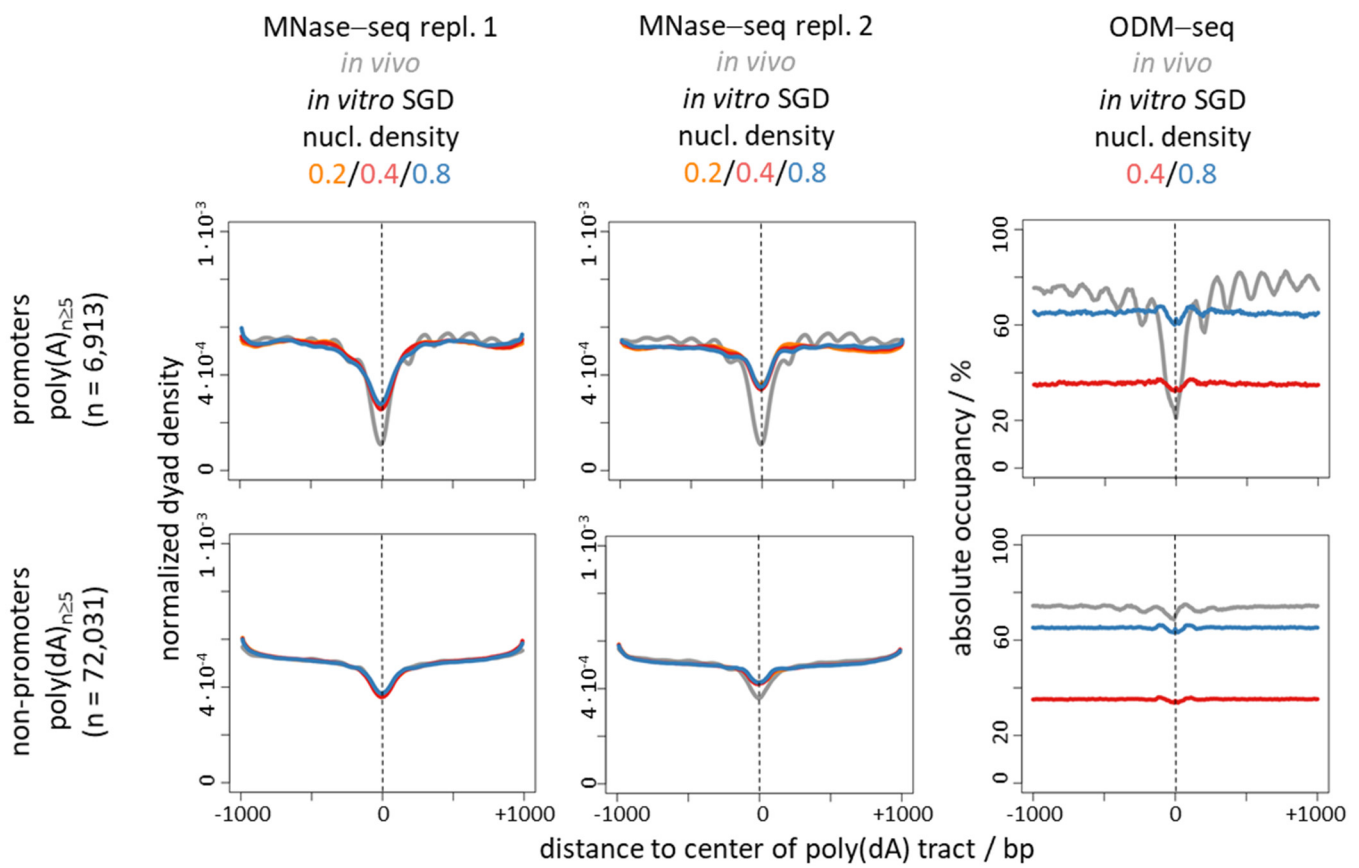 MNase–seq repl. 1
in vivo
in vitro SGD
nucl. density
0.2/0.4/0.8
MNase–seq repl. 2
in vivo
in vitro SGD
nucl. density
0.2/0.4/0.8
ODM–seq
in vivo
in vitro SGD
nucl. density
0.4/0.8
promoters
poly(A)n≥5
(n = 6,913)
non-promoters
poly(dA)n≥5
(n = 72,031)
normalized dyad density
1 · 10-3
4 · 10-4
0
1 · 10-3
4 · 10-4
0
absolute occupancy / %
100
60
20
0
1 · 10-3
4 · 10-4
0
1 · 10-3
4 · 10-4
0
100
60
20
0
-1000 0 +1000
-1000 0 +1000
-1000 0 +1000
distance to center of poly(dA) tract / bp